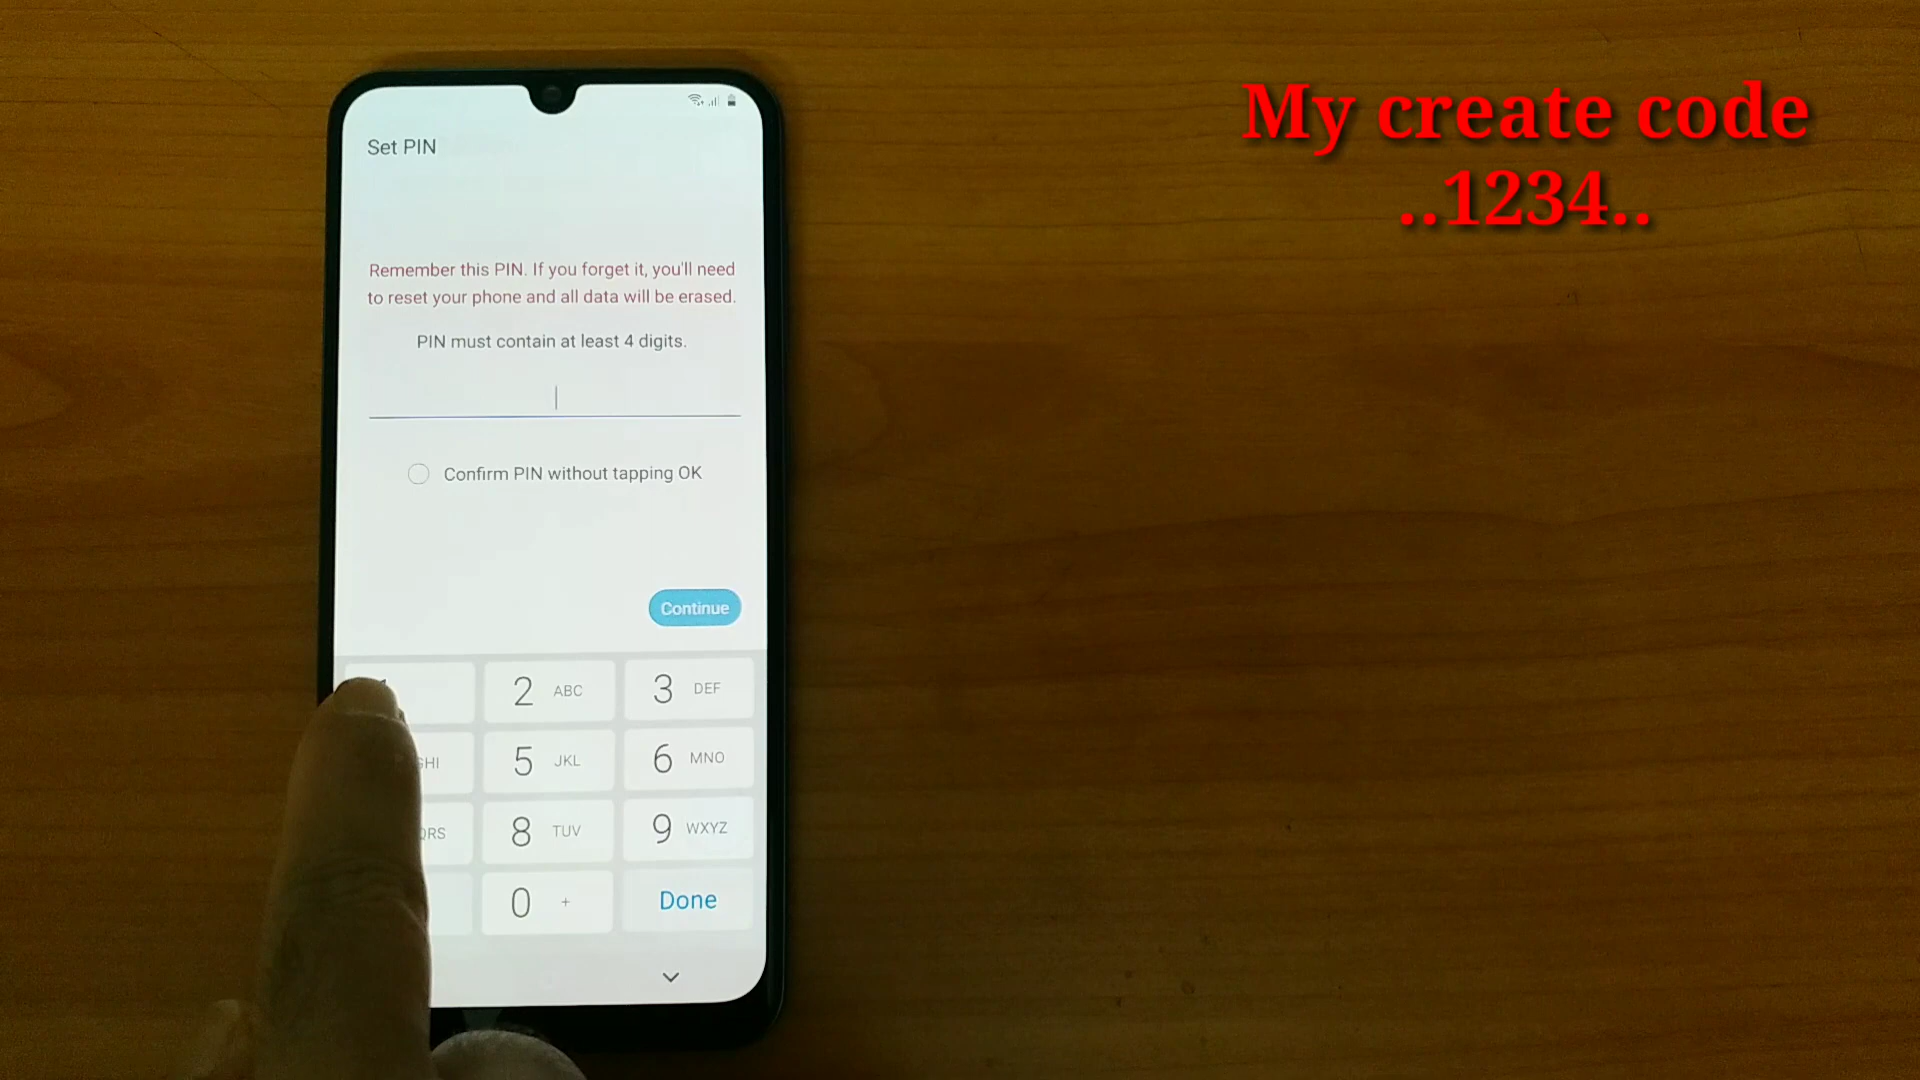 My create code
..1234..
Set PIN
Remember this PIN. If you forget it, you'll need
to reset your phone and all data will be erased.
PIN must contain at least 4 digits.
Confirm PIN without tapping OK
Continue
2 ABC
3 DEF
GHI
5 JKL
6 MNO
QRS
8 TUV
9 WXYZ
0 +
Done